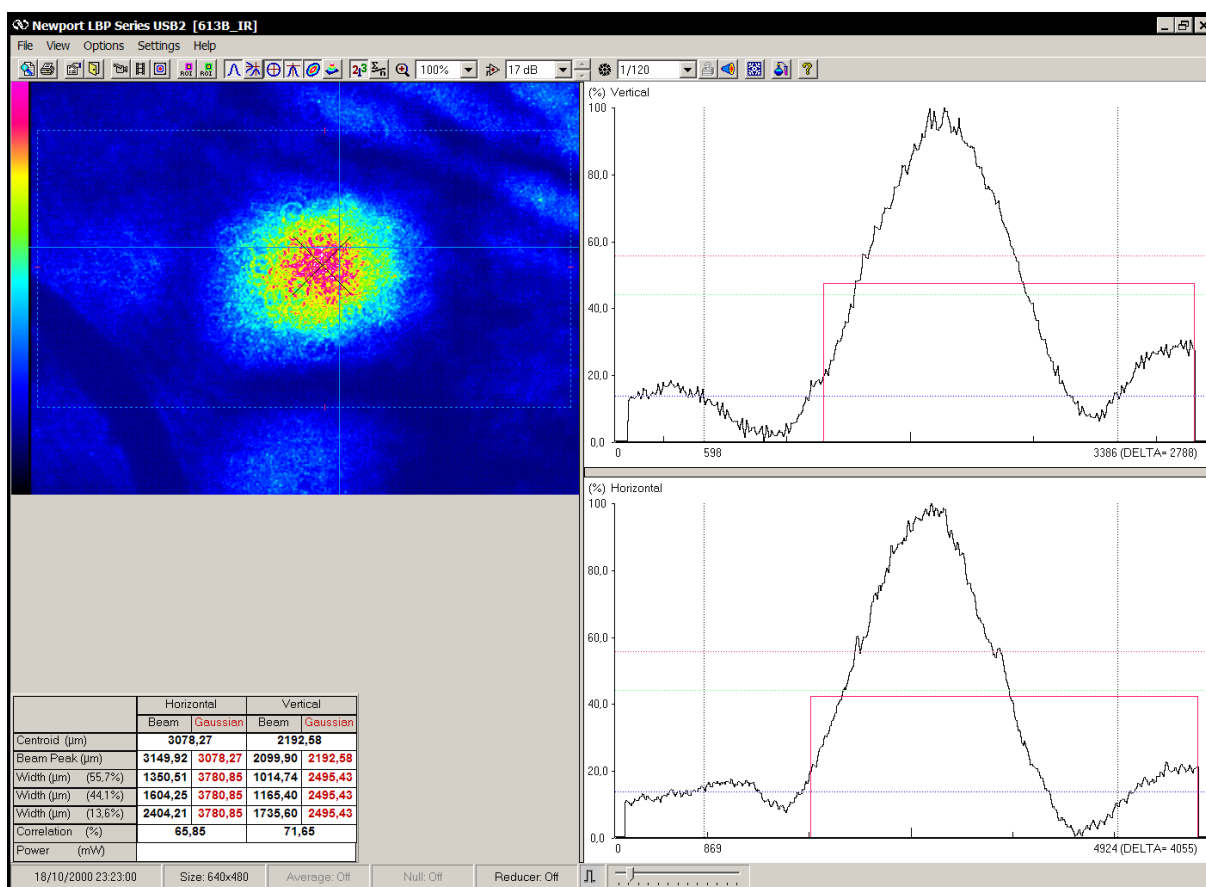 Newport LBP Series USB2 [613B_IR]
File View Options Settings Help
ROI ROI 2¹3 Σ/n 100% 17 dB 1/120 ?
(%) Vertical
100
80,0
60,0
40,0
20,0
0,0
0 598 3386 (DELTA= 2788)
(%) Horizontal
100
80,0
60,0
40,0
20,0
0,0
0 869 4924 (DELTA= 4055)
Horizontal Vertical
Beam Gaussian Beam Gaussian
Centroid (µm) 3078,27 2192,58
Beam Peak (µm) 3149,92 3078,27 2099,90 2192,58
Width (µm) (55,7%) 1350,51 3780,85 1014,74 2495,43
Width (µm) (44,1%) 1604,25 3780,85 1165,40 2495,43
Width (µm) (13,6%) 2404,21 3780,85 1735,60 2495,43
Correlation (%) 65,85 71,65
Power (mW)
18/10/2000 23:23:00 Size: 640x480 Average: Off Null: Off Reducer: Off